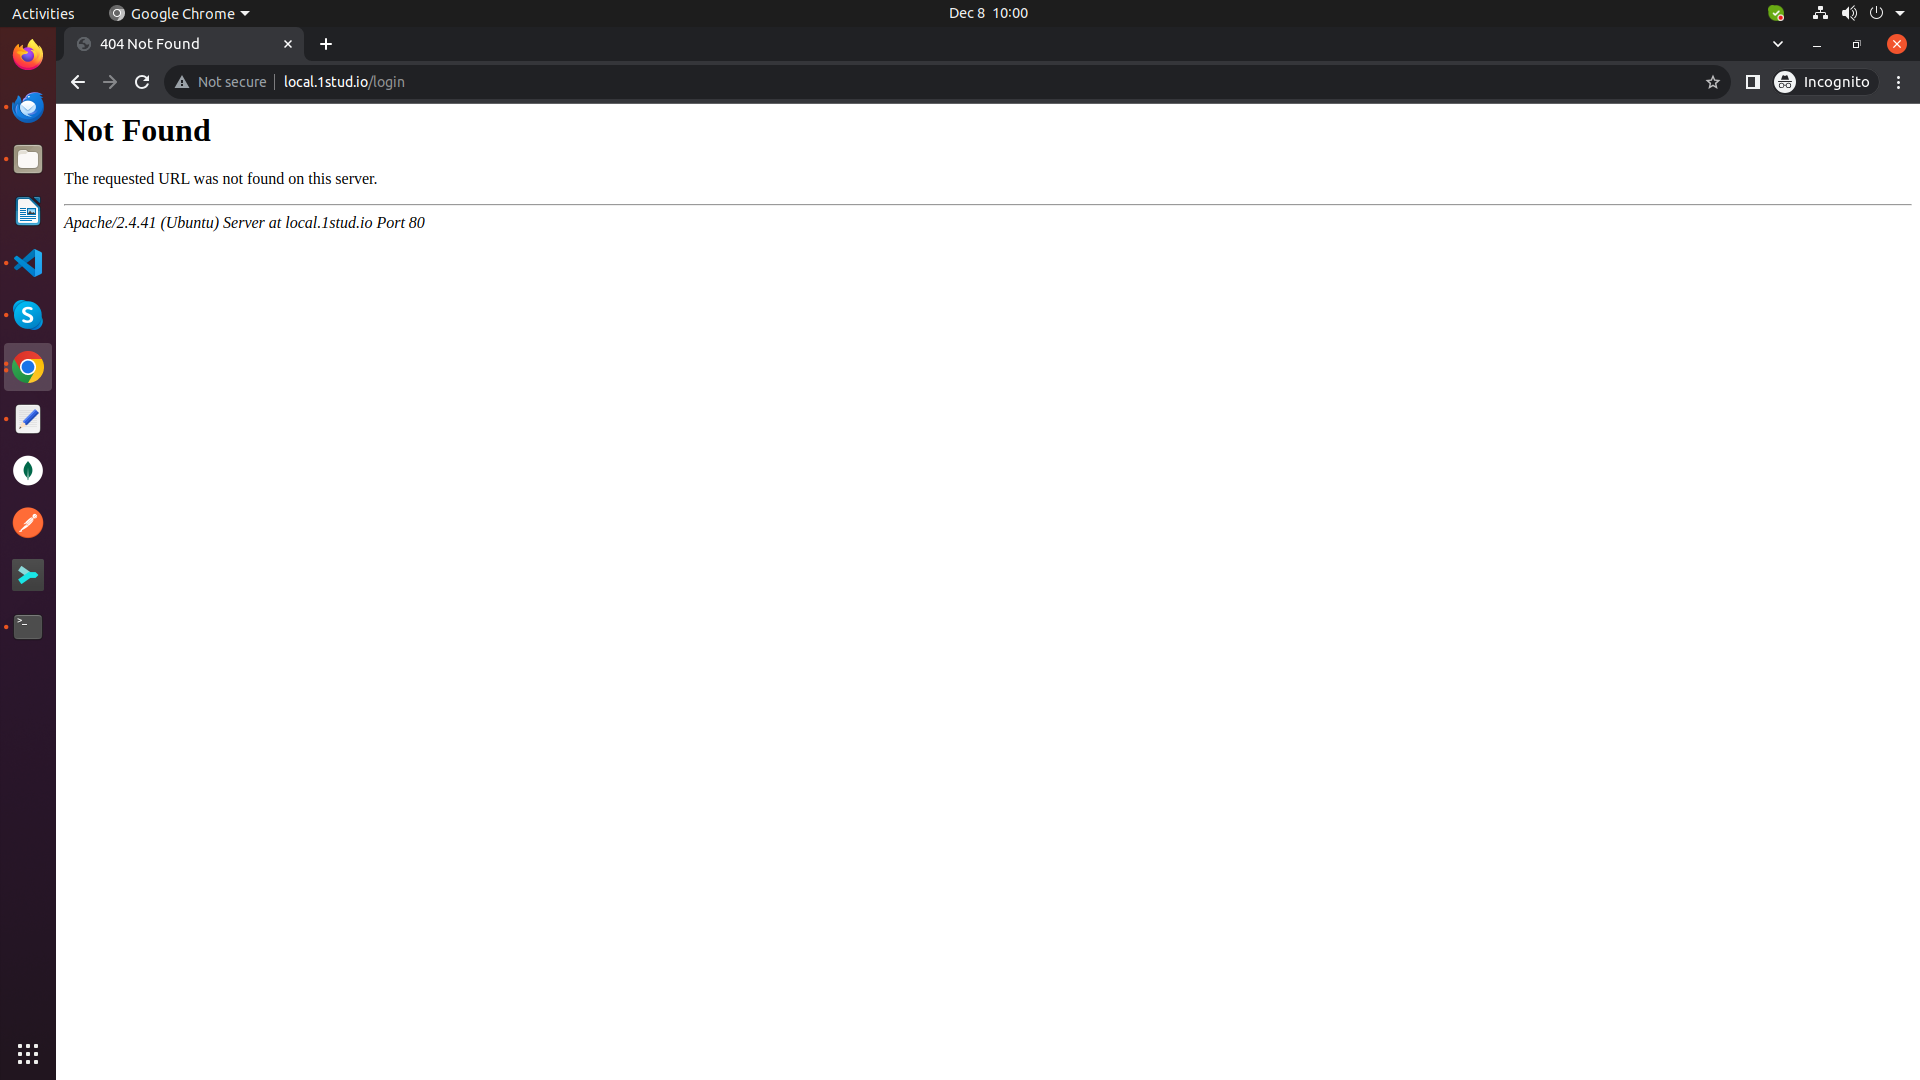 Activities
Google Chrome
Dec 8 10:00
404 Not Found
Not secure
local.1stud.io/login
Incognito
Not Found
The requested URL was not found on this server.
Apache/2.4.41 (Ubuntu) Server at local.1stud.io Port 80
S
>_